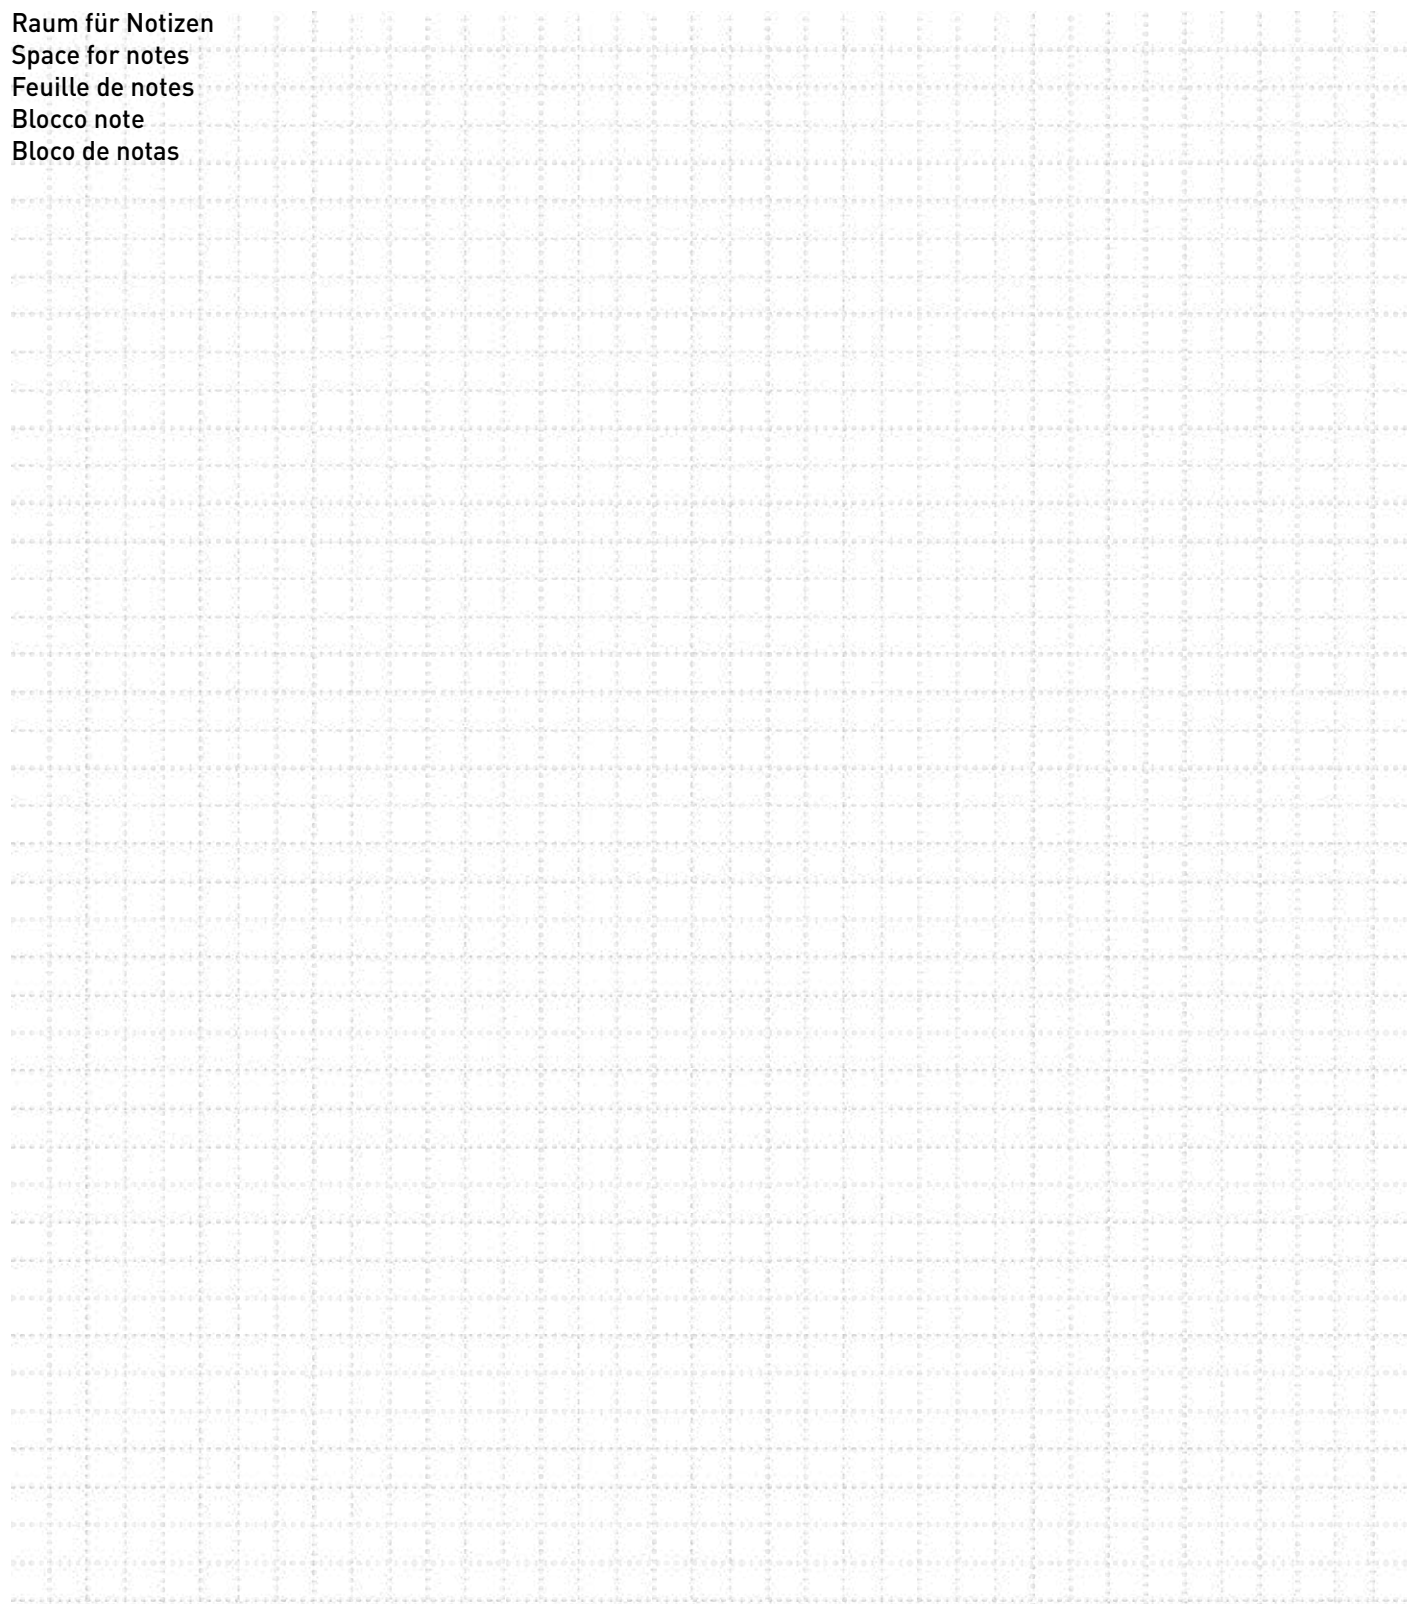 Raum für Notizen
Space for notes
Feuille de notes
Blocco note
Bloco de notas